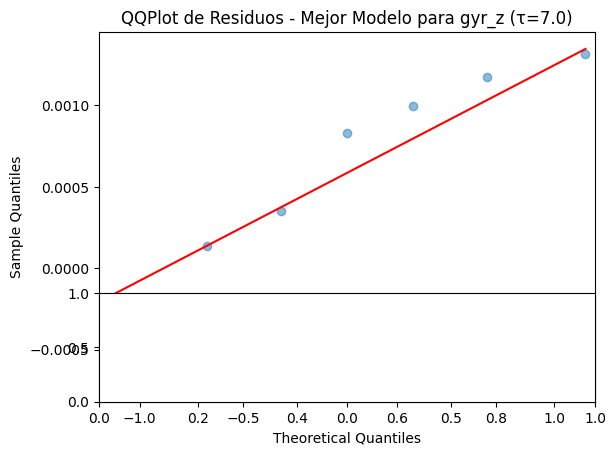 QQPlot de Residuos - Mejor Modelo para gyr_z (τ=7.0)
Sample Quantiles
0.0010
0.0005
0.0000
1.0
0.5
−0.0005
0.0
0.0 −1.0 0.2 −0.5 0.4 0.0 0.6 0.5 0.8 1.0 1.0
Theoretical Quantiles